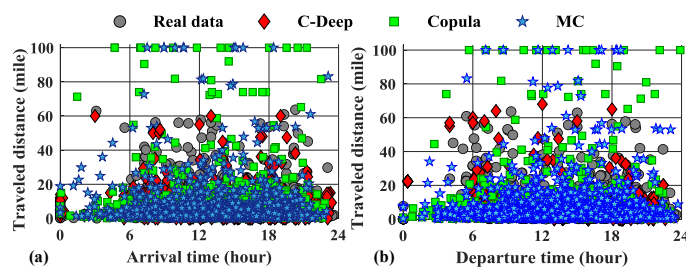 Real data C-Deep Copula MC
Traveled distance (mile)
100
80
60
40
20
0
0 6 12 18 24
(a) Arrival time (hour)
Traveled distance (mile)
100
80
60
40
20
0
0 6 12 18 24
(b) Departure time (hour)